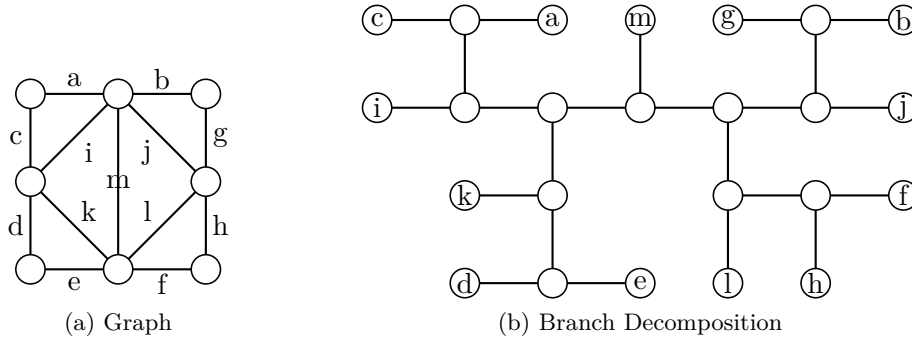 c a m g b
a b
c i j g
i j
m
d k l h
k f
e f
d e l h
(a) Graph
(b) Branch Decomposition